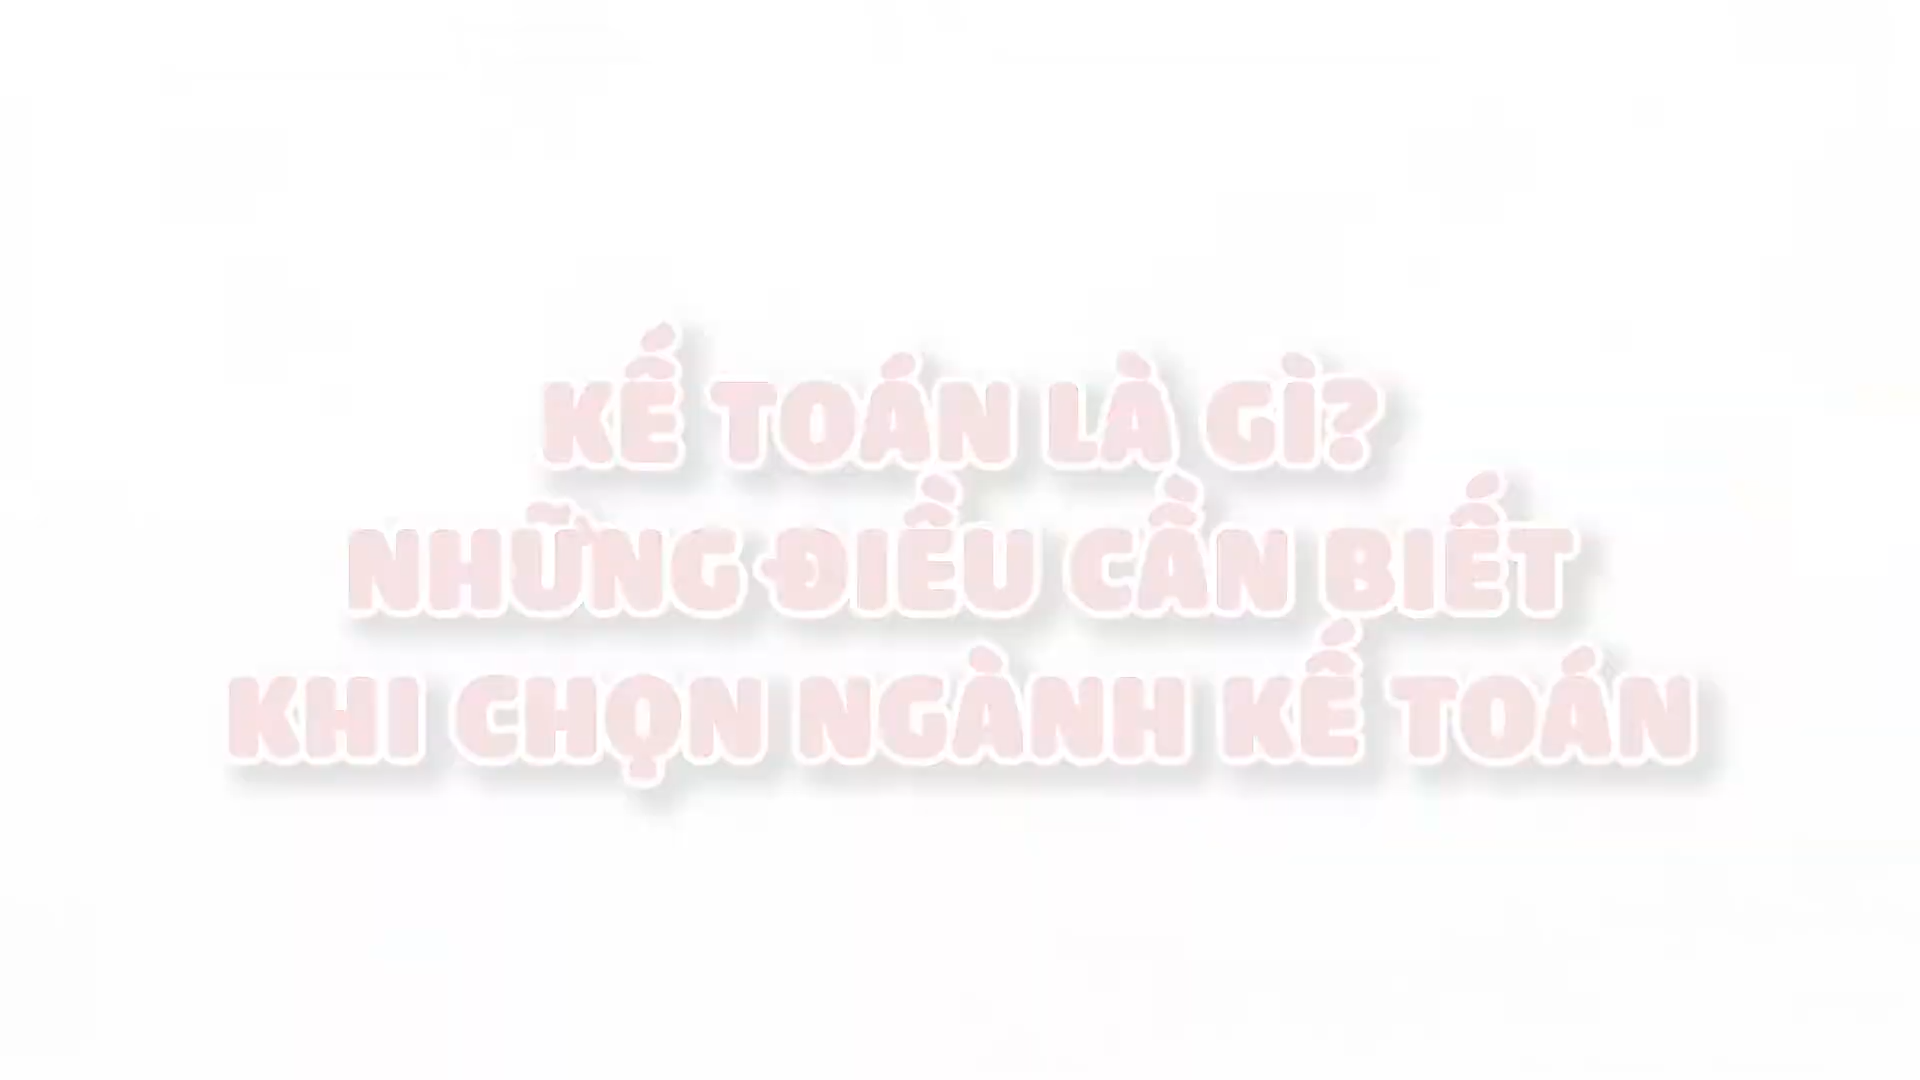 KẾ TOÁN LÀ GÌ?
NHỮNG ĐIỀU CẦN BIẾT
KHI CHỌN NGÀNH KẾ TOÁN